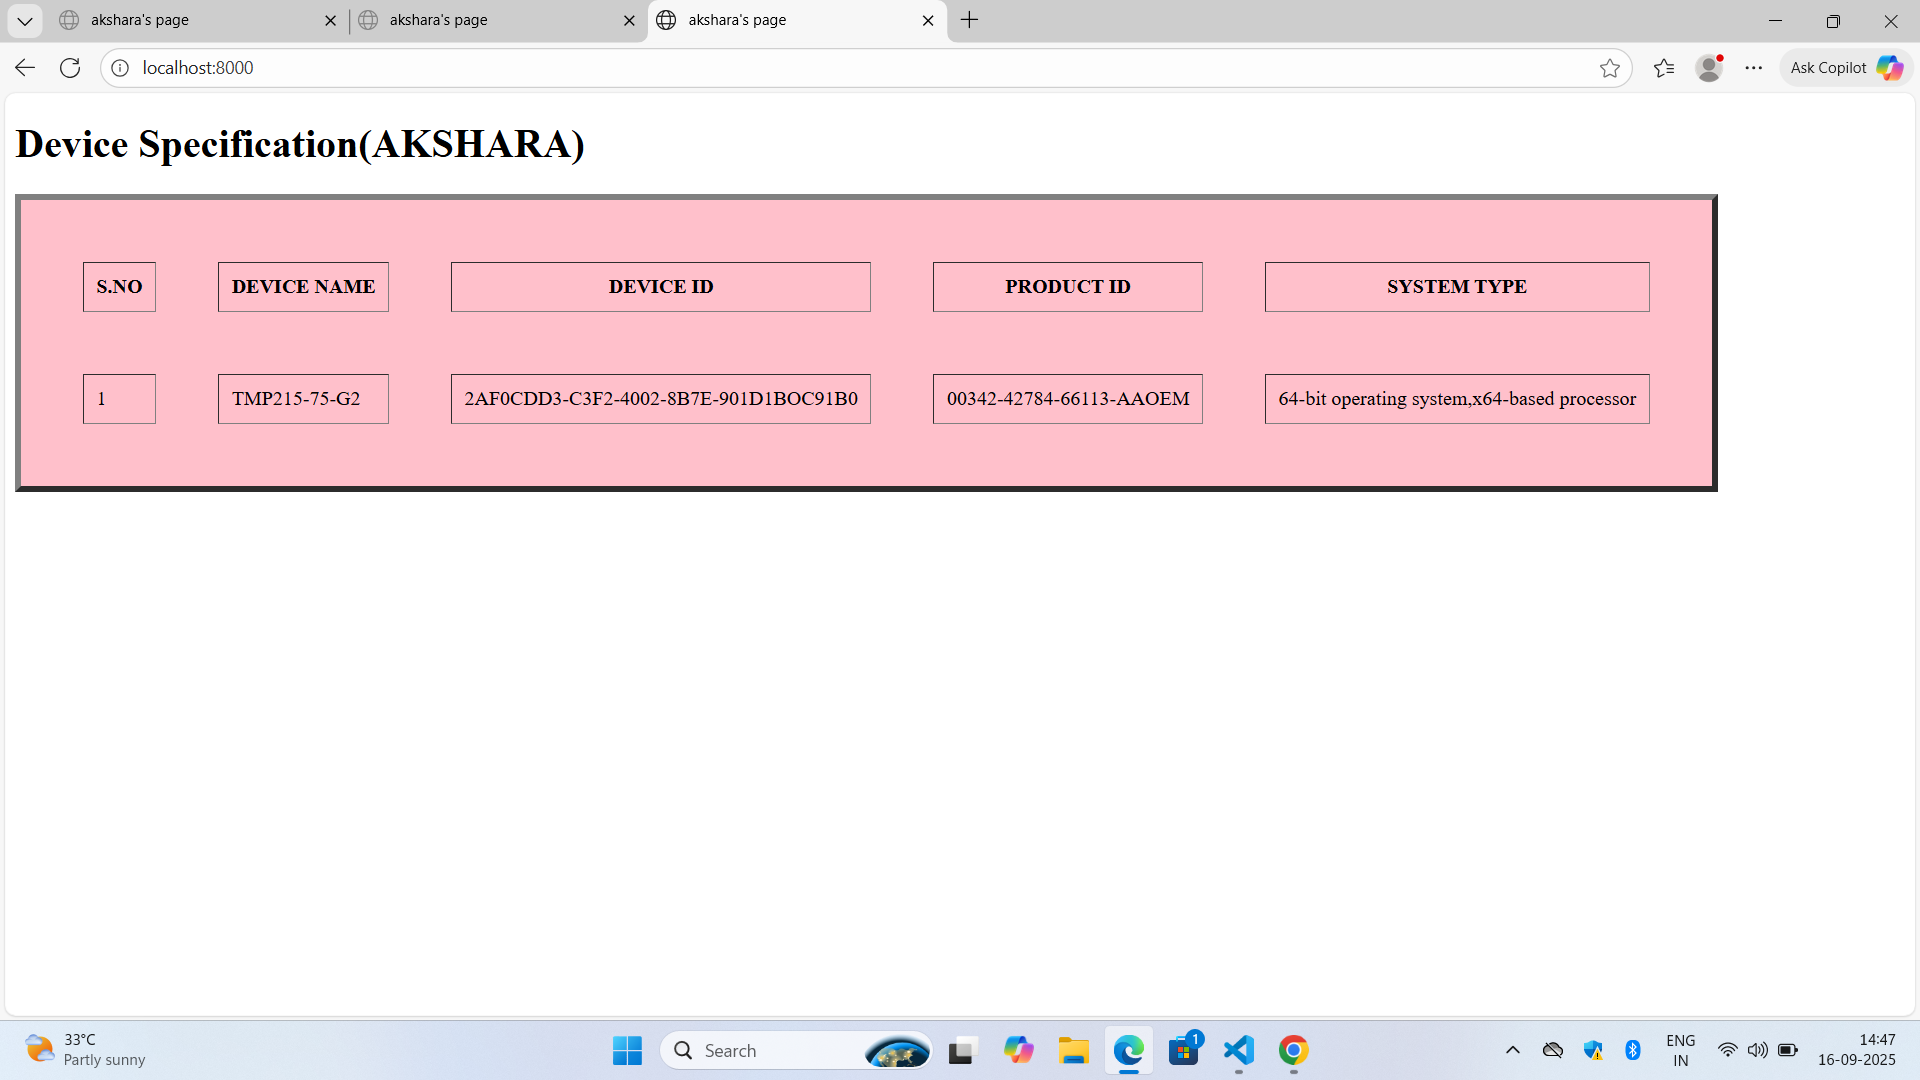 akshara's page
akshara's page
akshara's page
localhost:8000
Ask Copilot
Device Specification(AKSHARA)
S.NO DEVICE NAME DEVICE ID PRODUCT ID SYSTEM TYPE
1 TMP215-75-G2 2AF0CDD3-C3F2-4002-8B7E-901D1BOC91B0 00342-42784-66113-AAOEM 64-bit operating system,x64-based processor
33°C
Partly sunny
Search
1
ENG
IN
14:47
16-09-2025